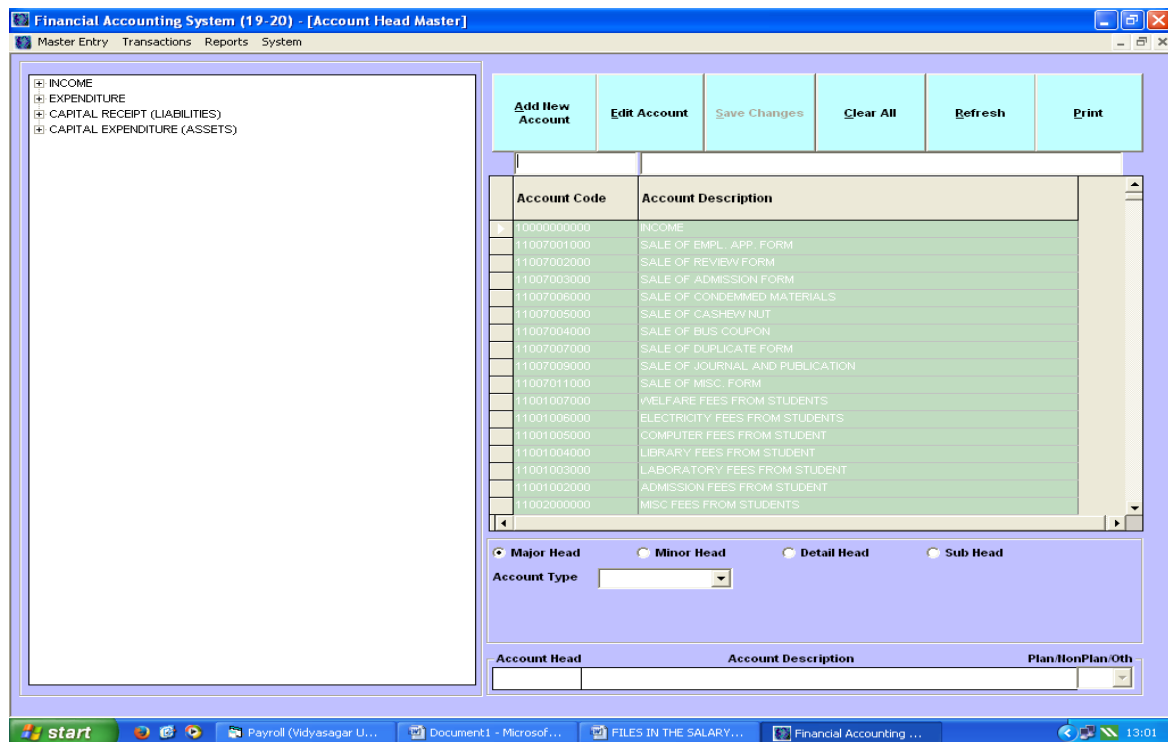 Financial Accounting System (19-20) - [Account Head Master]
Master Entry Transactions Reports System
INCOME
EXPENDITURE
CAPITAL RECEIPT (LIABILITIES)
CAPITAL EXPENDITURE (ASSETS)
Add New Account
Edit Account
Save Changes
Clear All
Refresh
Print
Account Code Account Description
10000000000 INCOME
11007001000 SALE OF EMPL. APP. FORM
11007002000 SALE OF REVIEW FORM
11007003000 SALE OF ADMISSION FORM
11007006000 SALE OF CONDEMMED MATERIALS
11007005000 SALE OF CASHEW NUT
11007004000 SALE OF BUS COUPON
11007007000 SALE OF DUPLICATE FORM
11007009000 SALE OF JOURNAL AND PUBLICATION
11007011000 SALE OF MISC. FORM
11001007000 WELFARE FEES FROM STUDENTS
11001006000 ELECTRICITY FEES FROM STUDENTS
11001005000 COMPUTER FEES FROM STUDENT
11001004000 LIBRARY FEES FROM STUDENT
11001003000 LABORATORY FEES FROM STUDENT
11001002000 ADMISSION FEES FROM STUDENT
11002000000 MISC FEES FROM STUDENTS
Major Head Minor Head Detail Head Sub Head
Account Type
Account Head Account Description Plan/NonPlan/Oth
start Payroll (Vidyasagar U... Document1 - Microsof... FILES IN THE SALARY... Financial Accounting ... 13:01